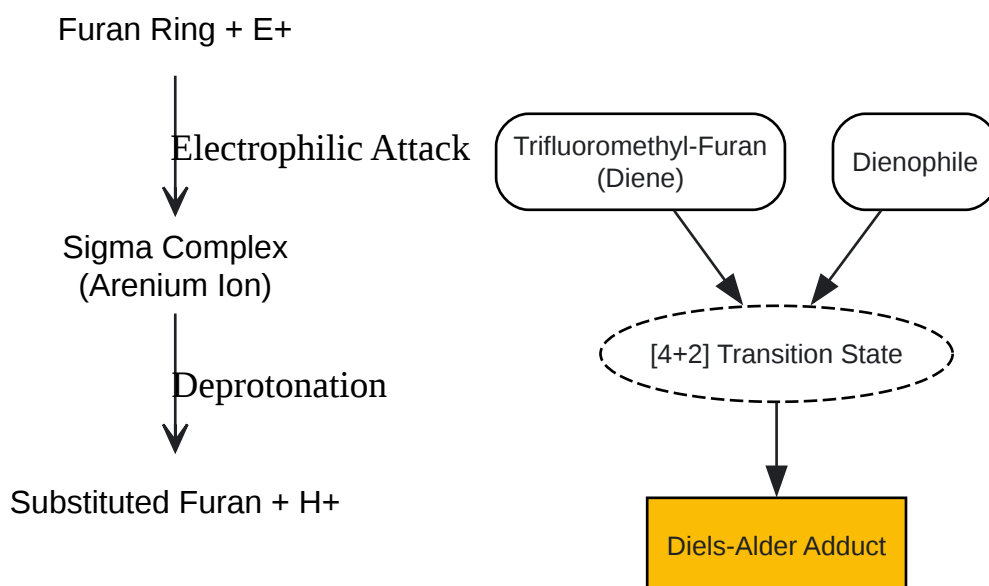 Furan Ring + E+
Electrophilic Attack
Sigma Complex
(Arenium Ion)
Deprotonation
Substituted Furan + H+
Trifluoromethyl-Furan
(Diene)
Dienophile
[4+2] Transition State
Diels-Alder Adduct